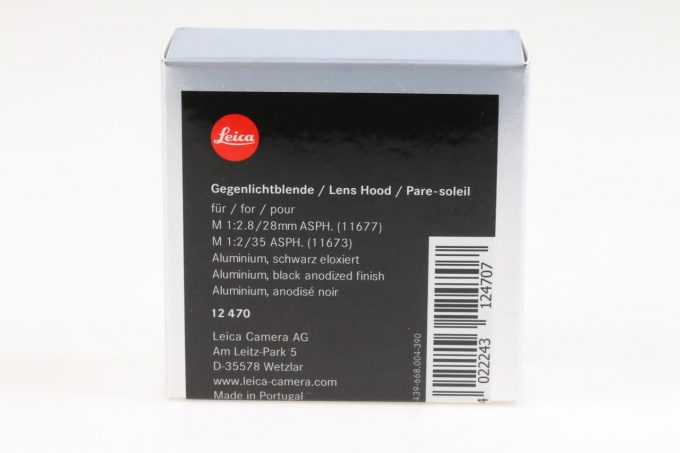 Leica
Gegenlichtblende / Lens Hood / Pare-soleil
für / for / pour
M 1:2.8/28mm ASPH. (11677)
M 1:2/35 ASPH. (11673)
Aluminium, schwarz eloxiert
Aluminium, black anodized finish
Aluminium, anodisé noir
12 470
Leica Camera AG
Am Leitz-Park 5
D-35578 Wetzlar
www.leica-camera.com
Made in Portugal
439-668.004-390
4 022243 124707